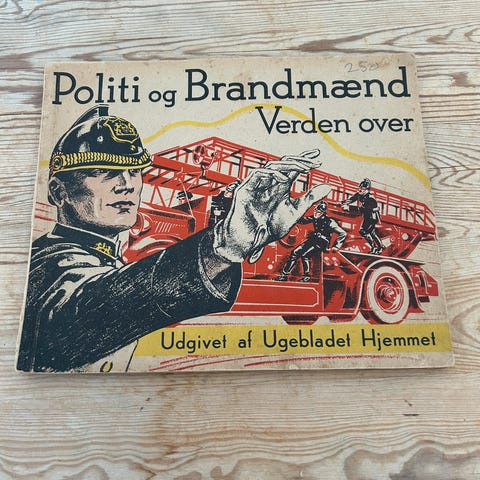 Politi og Brandmænd
Verden over
Udgivet af Ugebladet Hjemmet